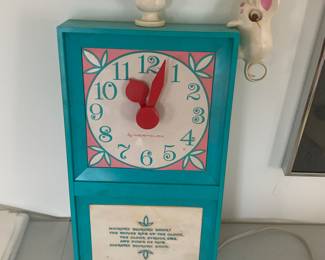 11 12 1
10 2
9 3
8 4
7 6 5
HICKORY DICKORY DOCK!
THE MOUSE RAN UP THE CLOCK,
THE CLOCK STRUCK ONE,
AND DOWN HE RUN,
HICKORY DICKORY DOCK.